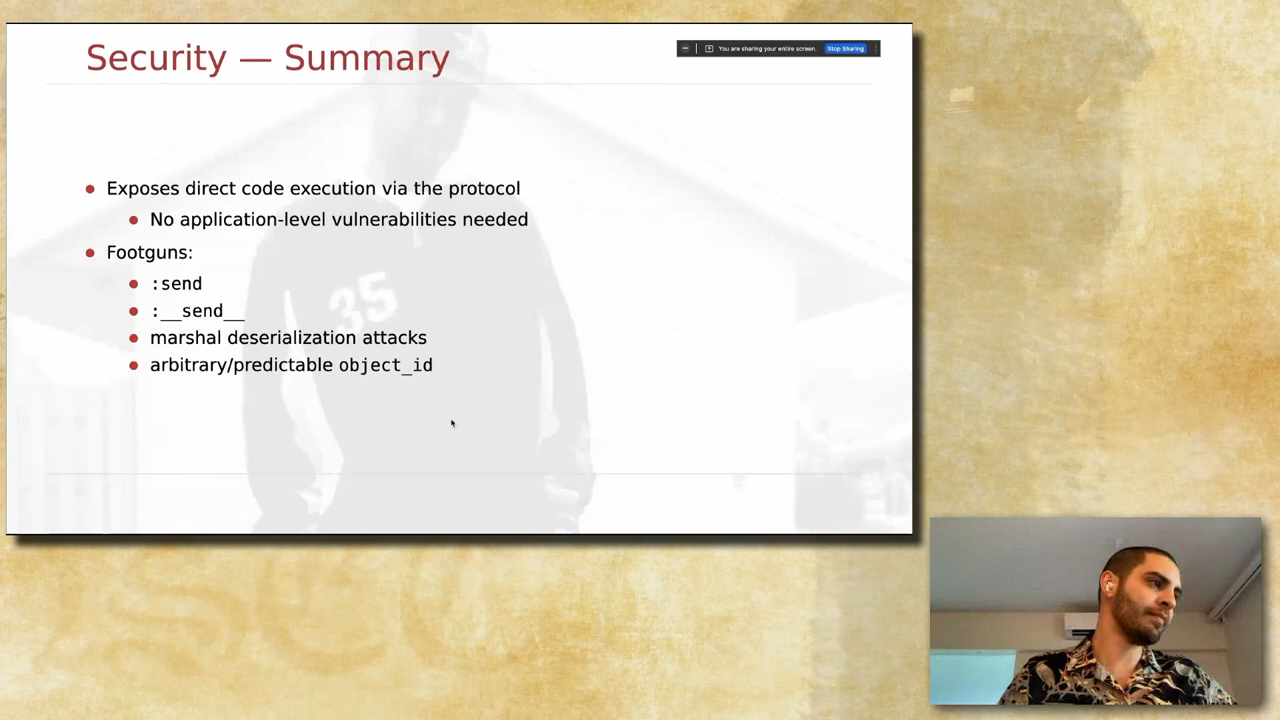 Security — Summary
You are sharing your entire screen. Stop Sharing
Exposes direct code execution via the protocol
No application-level vulnerabilities needed
Footguns:
:send
:__send__
marshal deserialization attacks
arbitrary/predictable object_id
35